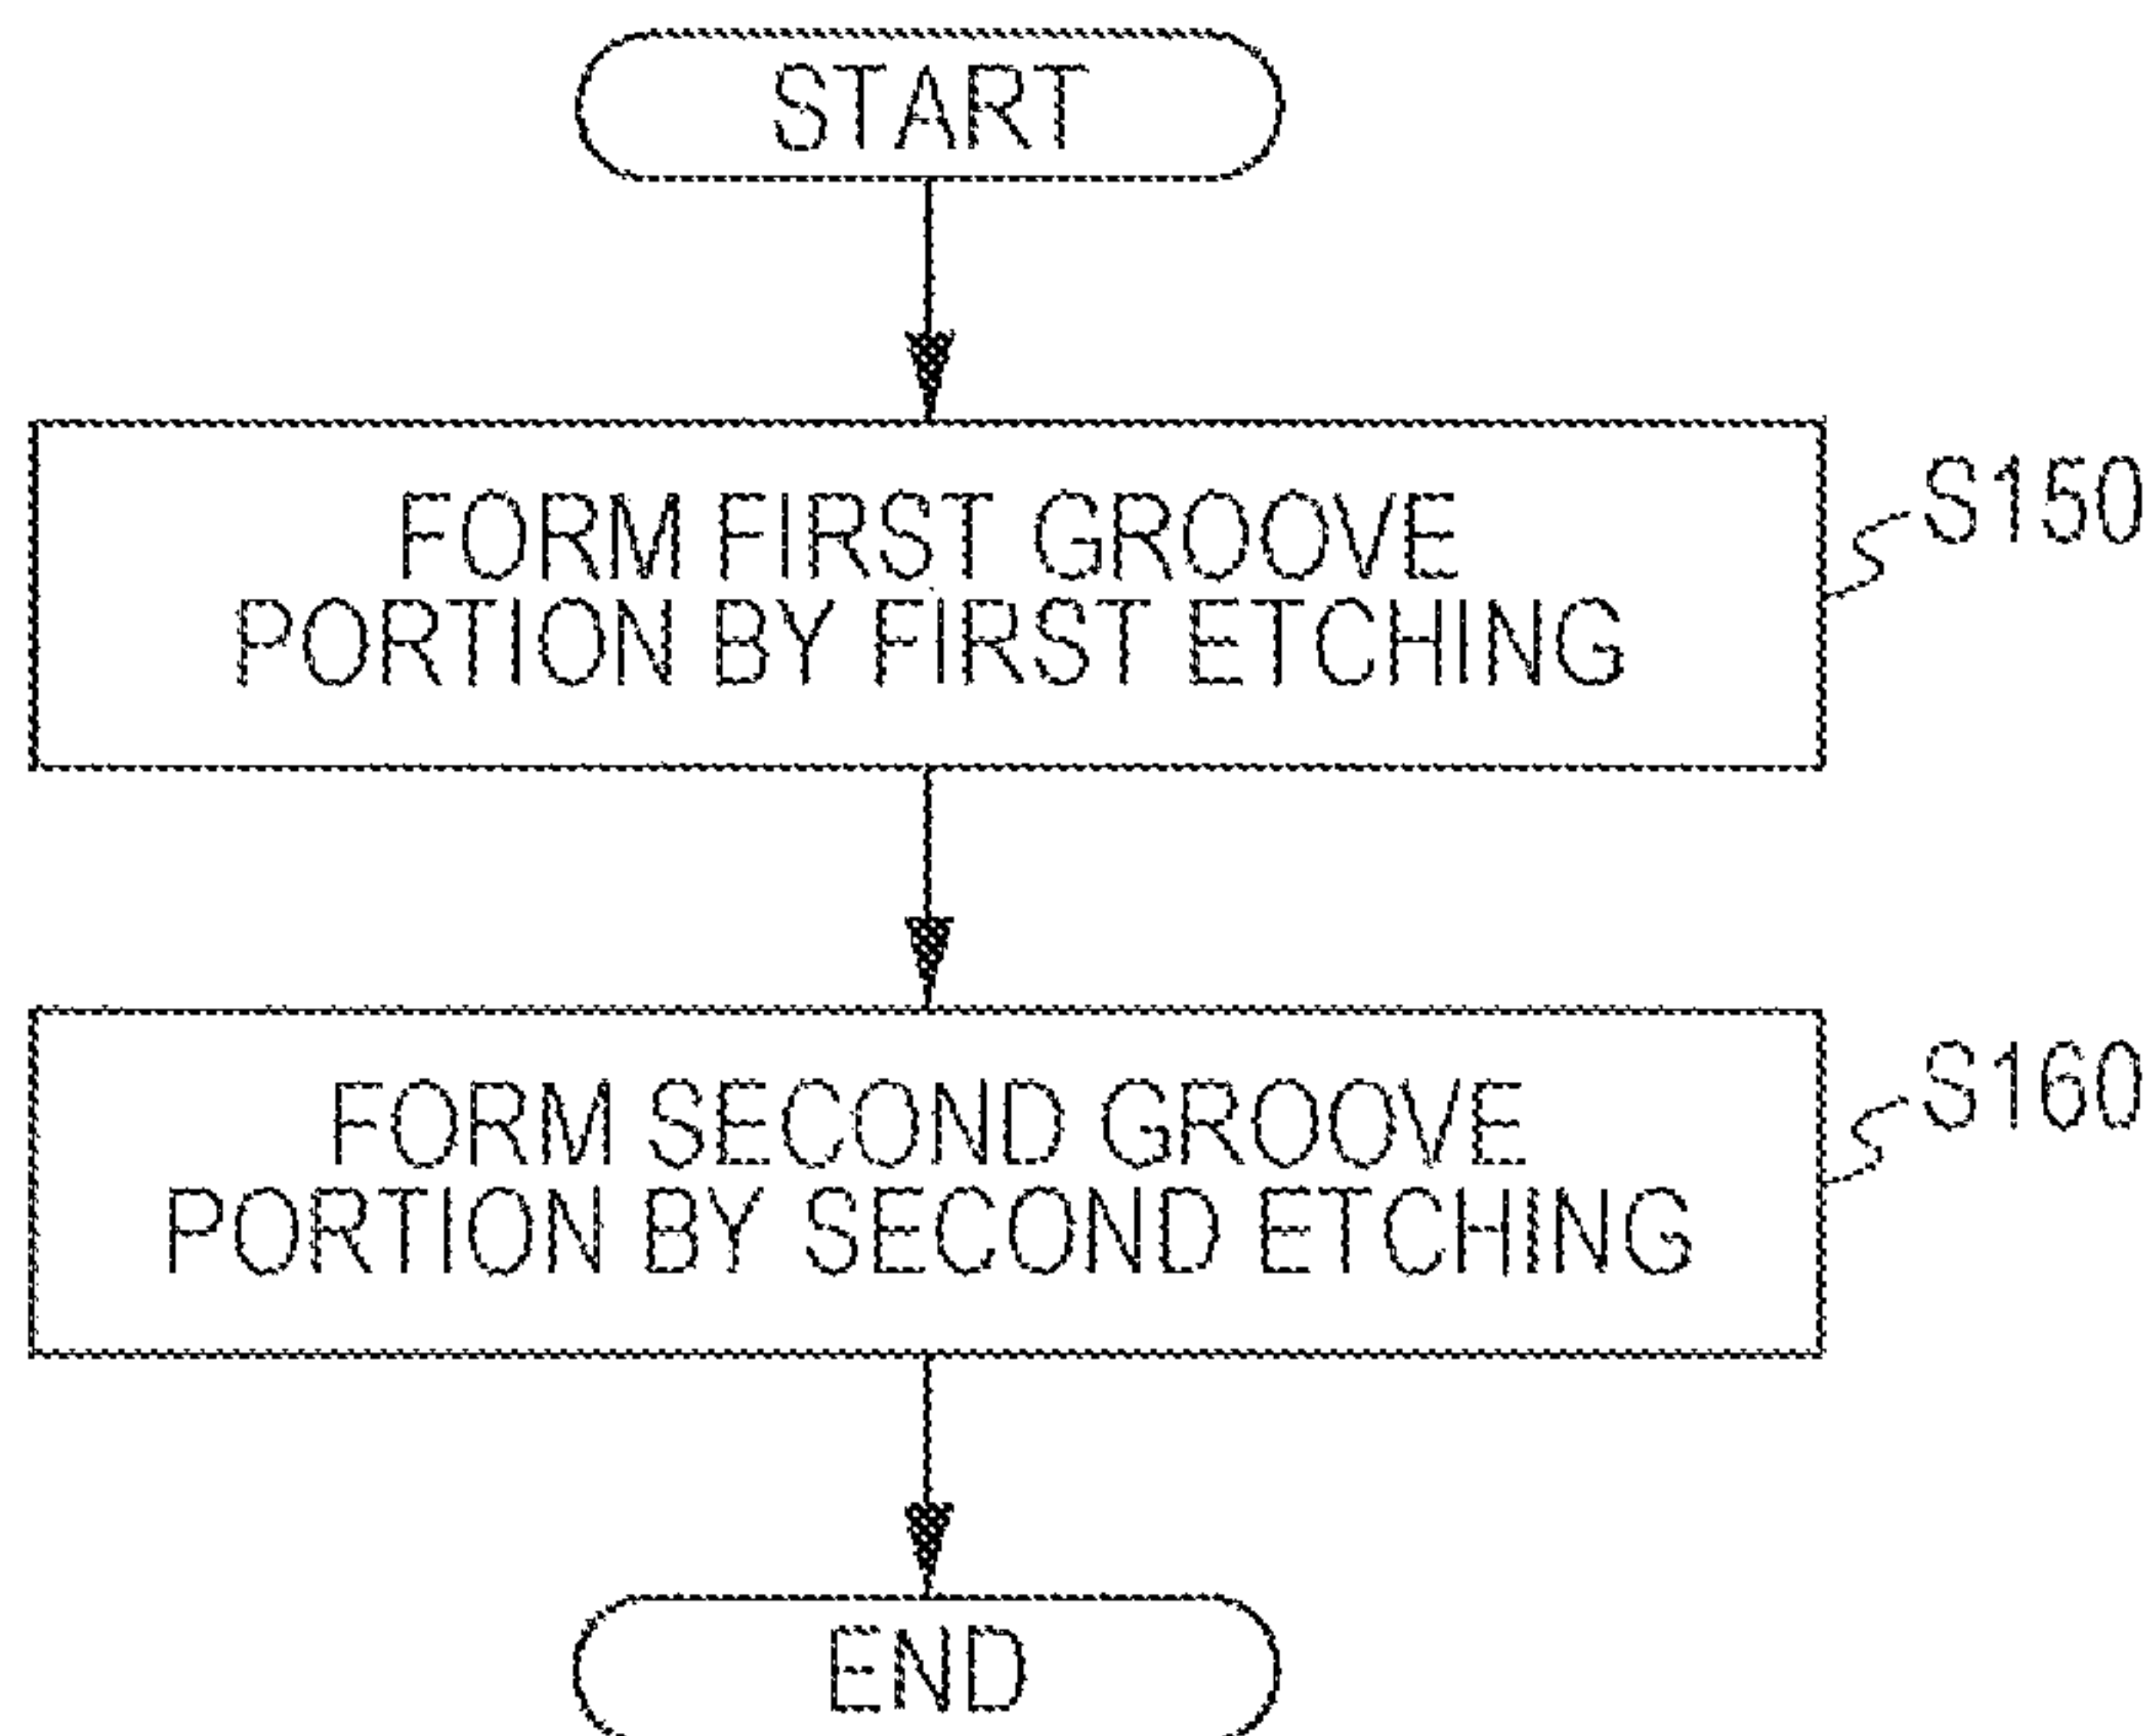 START
FORM FIRST GROOVE
PORTION BY FIRST ETCHING
S150
FORM SECOND GROOVE
PORTION BY SECOND ETCHING
S160
END